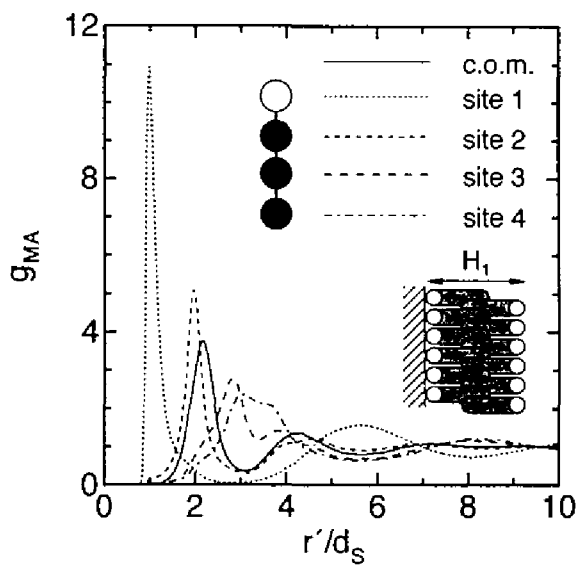 12
8
4
0
g_MA
c.o.m.
site 1
site 2
site 3
site 4
H₁
0 2 4 6 8 10
r′/d_S